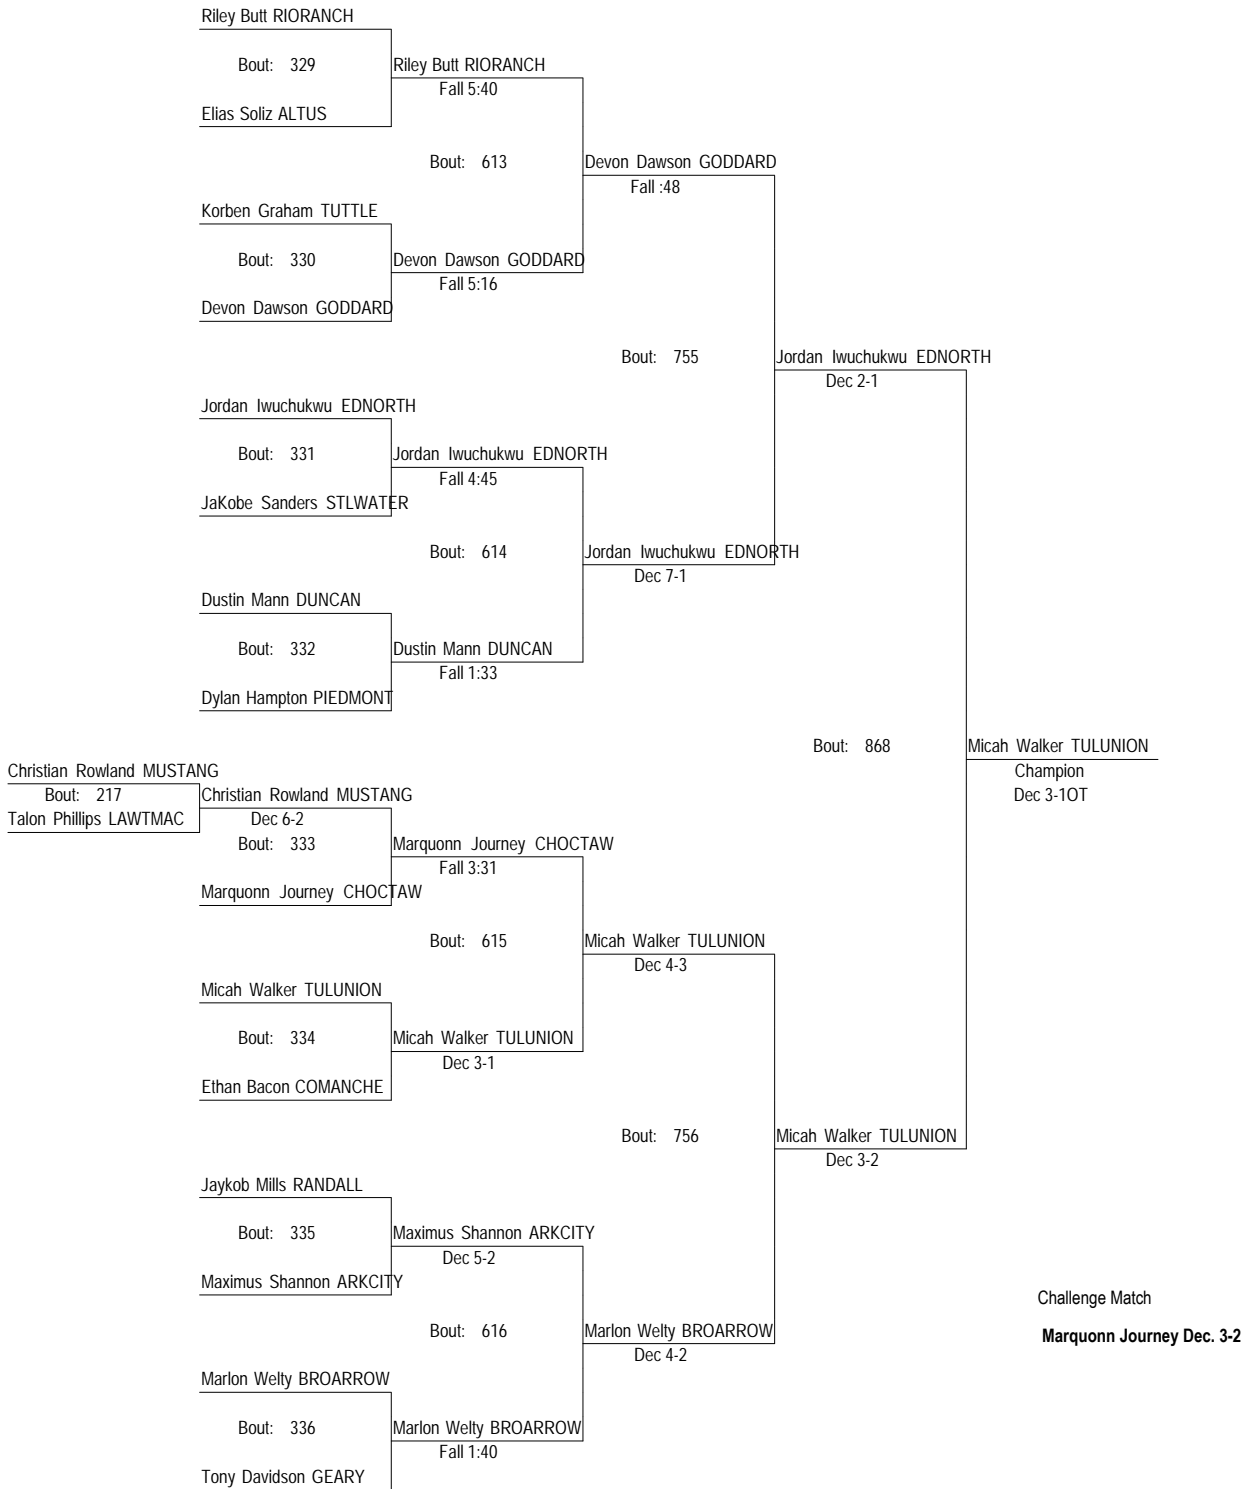 Riley Butt RIORANCH
Bout: 329
Riley Butt RIORANCH
Fall 5:40
Elias Soliz ALTUS
Bout: 613
Devon Dawson GODDARD
Fall :48
Korben Graham TUTTLE
Bout: 330
Devon Dawson GODDARD
Fall 5:16
Devon Dawson GODDARD
Bout: 755
Jordan Iwuchukwu EDNORTH
Dec 2-1
Jordan Iwuchukwu EDNORTH
Bout: 331
Jordan Iwuchukwu EDNORTH
Fall 4:45
JaKobe Sanders STLWATER
Bout: 614
Jordan Iwuchukwu EDNORTH
Dec 7-1
Dustin Mann DUNCAN
Bout: 332
Dustin Mann DUNCAN
Fall 1:33
Dylan Hampton PIEDMONT
Bout: 868
Micah Walker TULUNION
Champion
Dec 3-1OT
Christian Rowland MUSTANG
Bout: 217
Christian Rowland MUSTANG
Talon Phillips LAWTMAC
Dec 6-2
Bout: 333
Marquonn Journey CHOCTAW
Fall 3:31
Marquonn Journey CHOCTAW
Bout: 615
Micah Walker TULUNION
Dec 4-3
Micah Walker TULUNION
Bout: 334
Micah Walker TULUNION
Dec 3-1
Ethan Bacon COMANCHE
Bout: 756
Micah Walker TULUNION
Dec 3-2
Jaykob Mills RANDALL
Bout: 335
Maximus Shannon ARKCITY
Dec 5-2
Maximus Shannon ARKCITY
Challenge Match
Bout: 616
Marlon Welty BROARROW
Dec 4-2
Marquonn Journey Dec. 3-2
Marlon Welty BROARROW
Bout: 336
Marlon Welty BROARROW
Fall 1:40
Tony Davidson GEARY